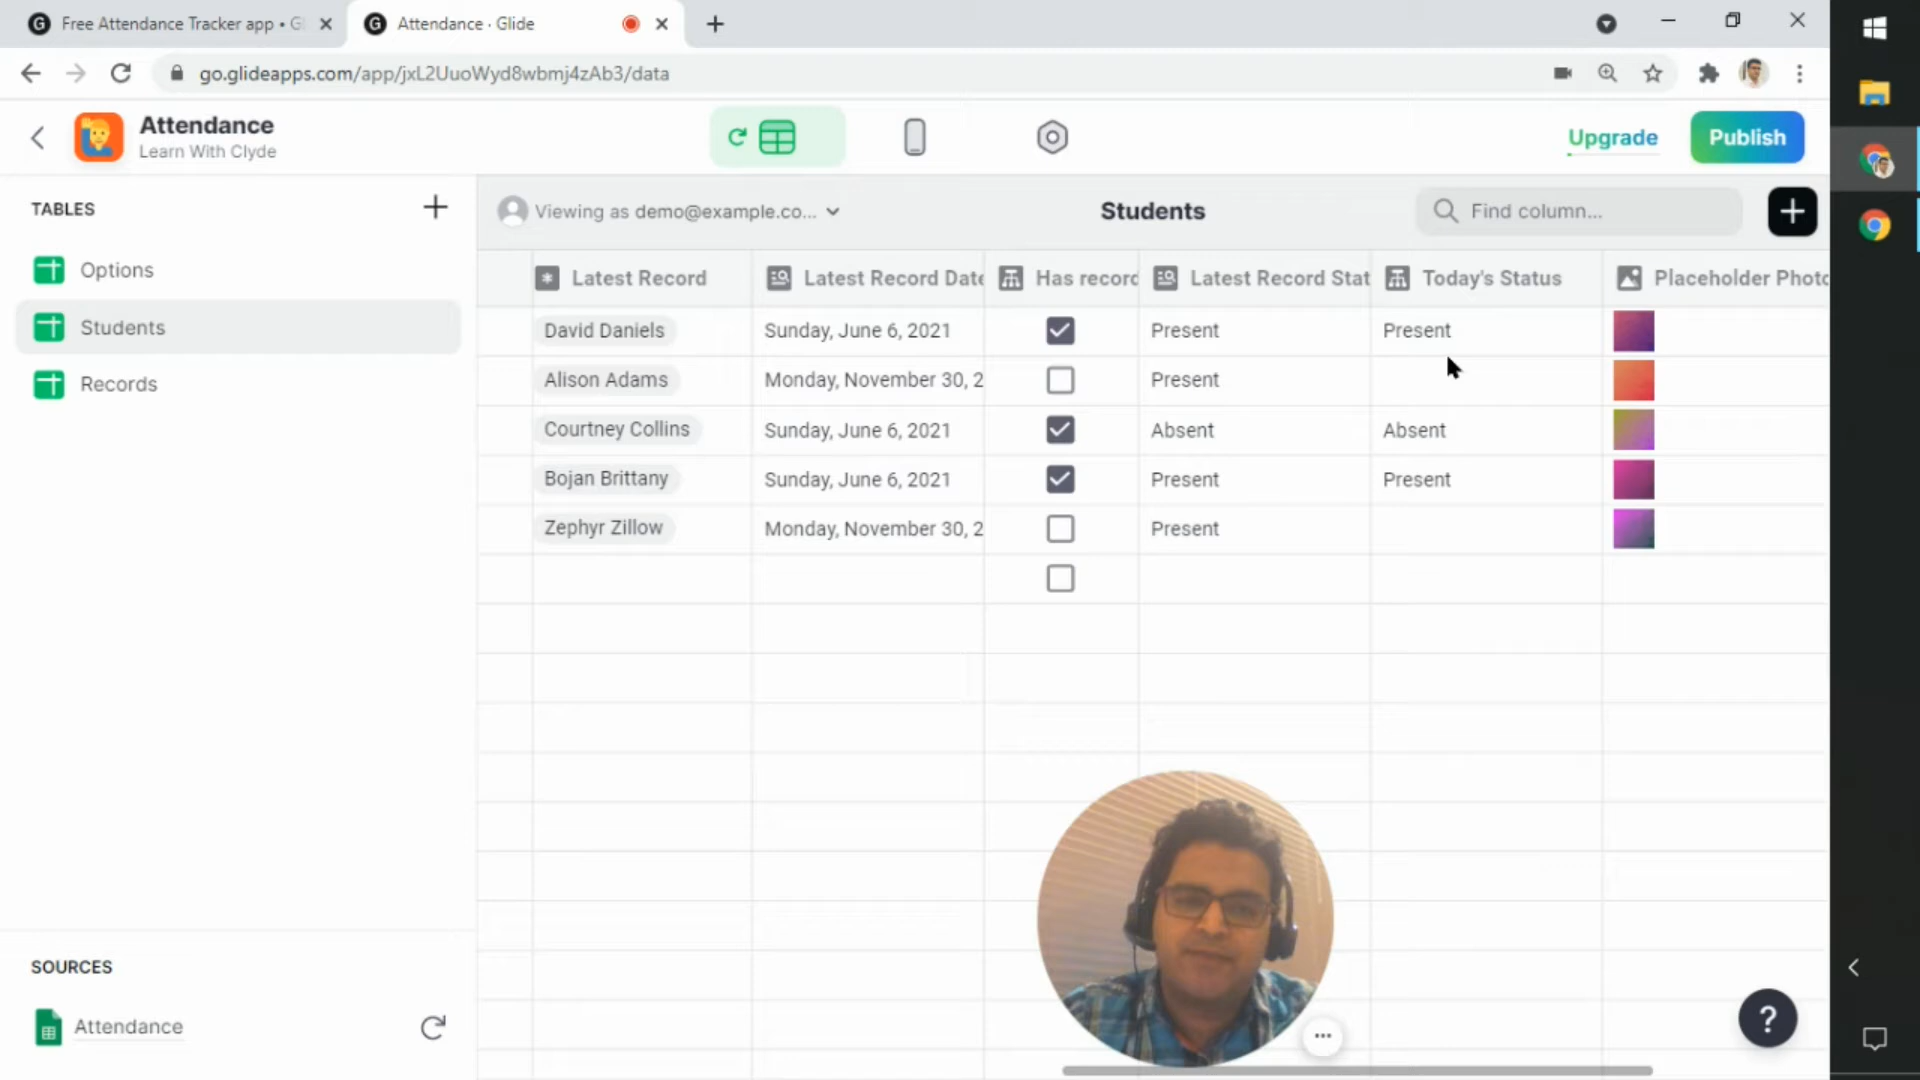 Free Attendance Tracker app • G
Attendance · Glide
go.glideapps.com/app/jxL2UuoWyd8wbmj4zAb3/data
Attendance
Learn With Clyde
Upgrade
Publish
TABLES
Options
Students
Records
SOURCES
Attendance
Viewing as demo@example.co...
Students
Find column...
Latest Record
Latest Record Date
Has record
Latest Record Stat
Today's Status
Placeholder Photo
David Daniels
Sunday, June 6, 2021
Present
Present
Alison Adams
Monday, November 30, 2
Present
Courtney Collins
Sunday, June 6, 2021
Absent
Absent
Bojan Brittany
Sunday, June 6, 2021
Present
Present
Zephyr Zillow
Monday, November 30, 2
Present
?